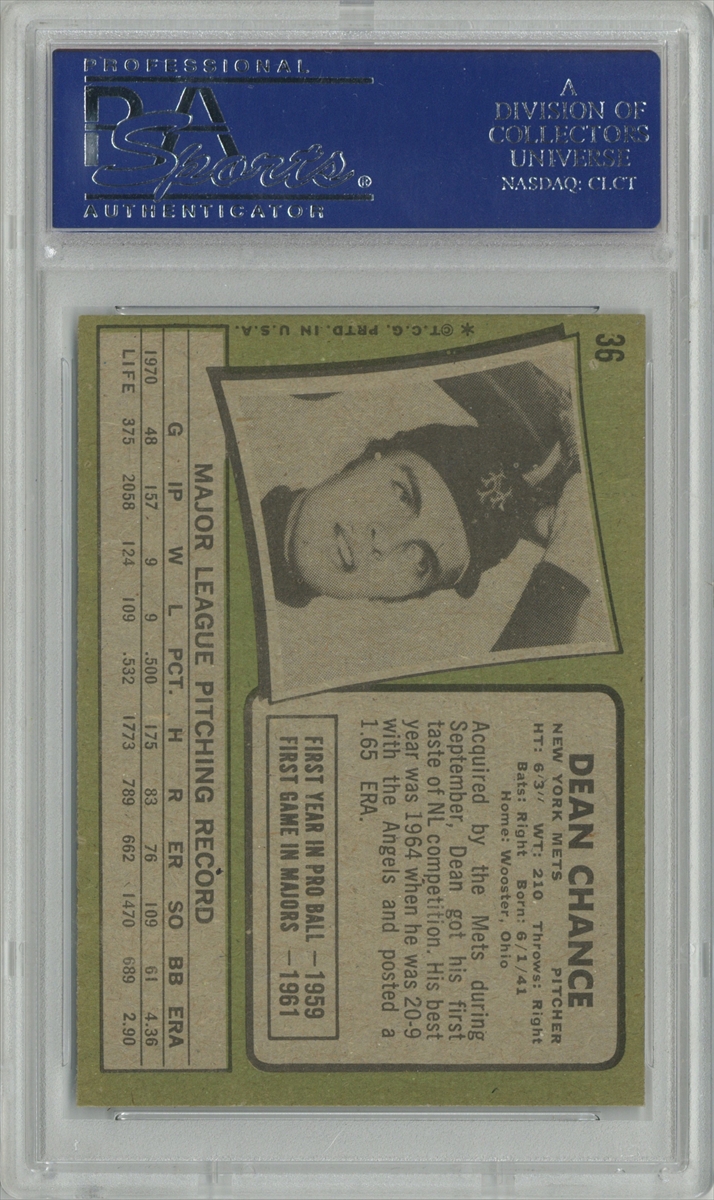 PROFESSIONAL
PSA
Sports®
AUTHENTICATOR
A
DIVISION OF
COLLECTORS
UNIVERSE
NASDAQ: CLCT
36
* ©T.C.G. PRTD. IN U.S.A.
DEAN CHANCE
NEW YORK METS PITCHER
HT: 6'3" WT: 210 Throws: Right
Bats: Right Born: 6/1/41
Home: Wooster, Ohio
Acquired by the Mets during
September, Dean got his first
taste of NL competition. His best
year was 1964 when he was 20-9
with the Angels and posted a
1.65 ERA.
FIRST YEAR IN PRO BALL —1959
FIRST GAME IN MAJORS —1961
MAJOR LEAGUE PITCHING RECORD
G IP W L PCT. H R ER SO BB ERA
1970 48 157 9 9 .500 175 83 76 109 61 4.36
LIFE 375 2058 124 109 .532 1773 789 662 1470 689 2.90